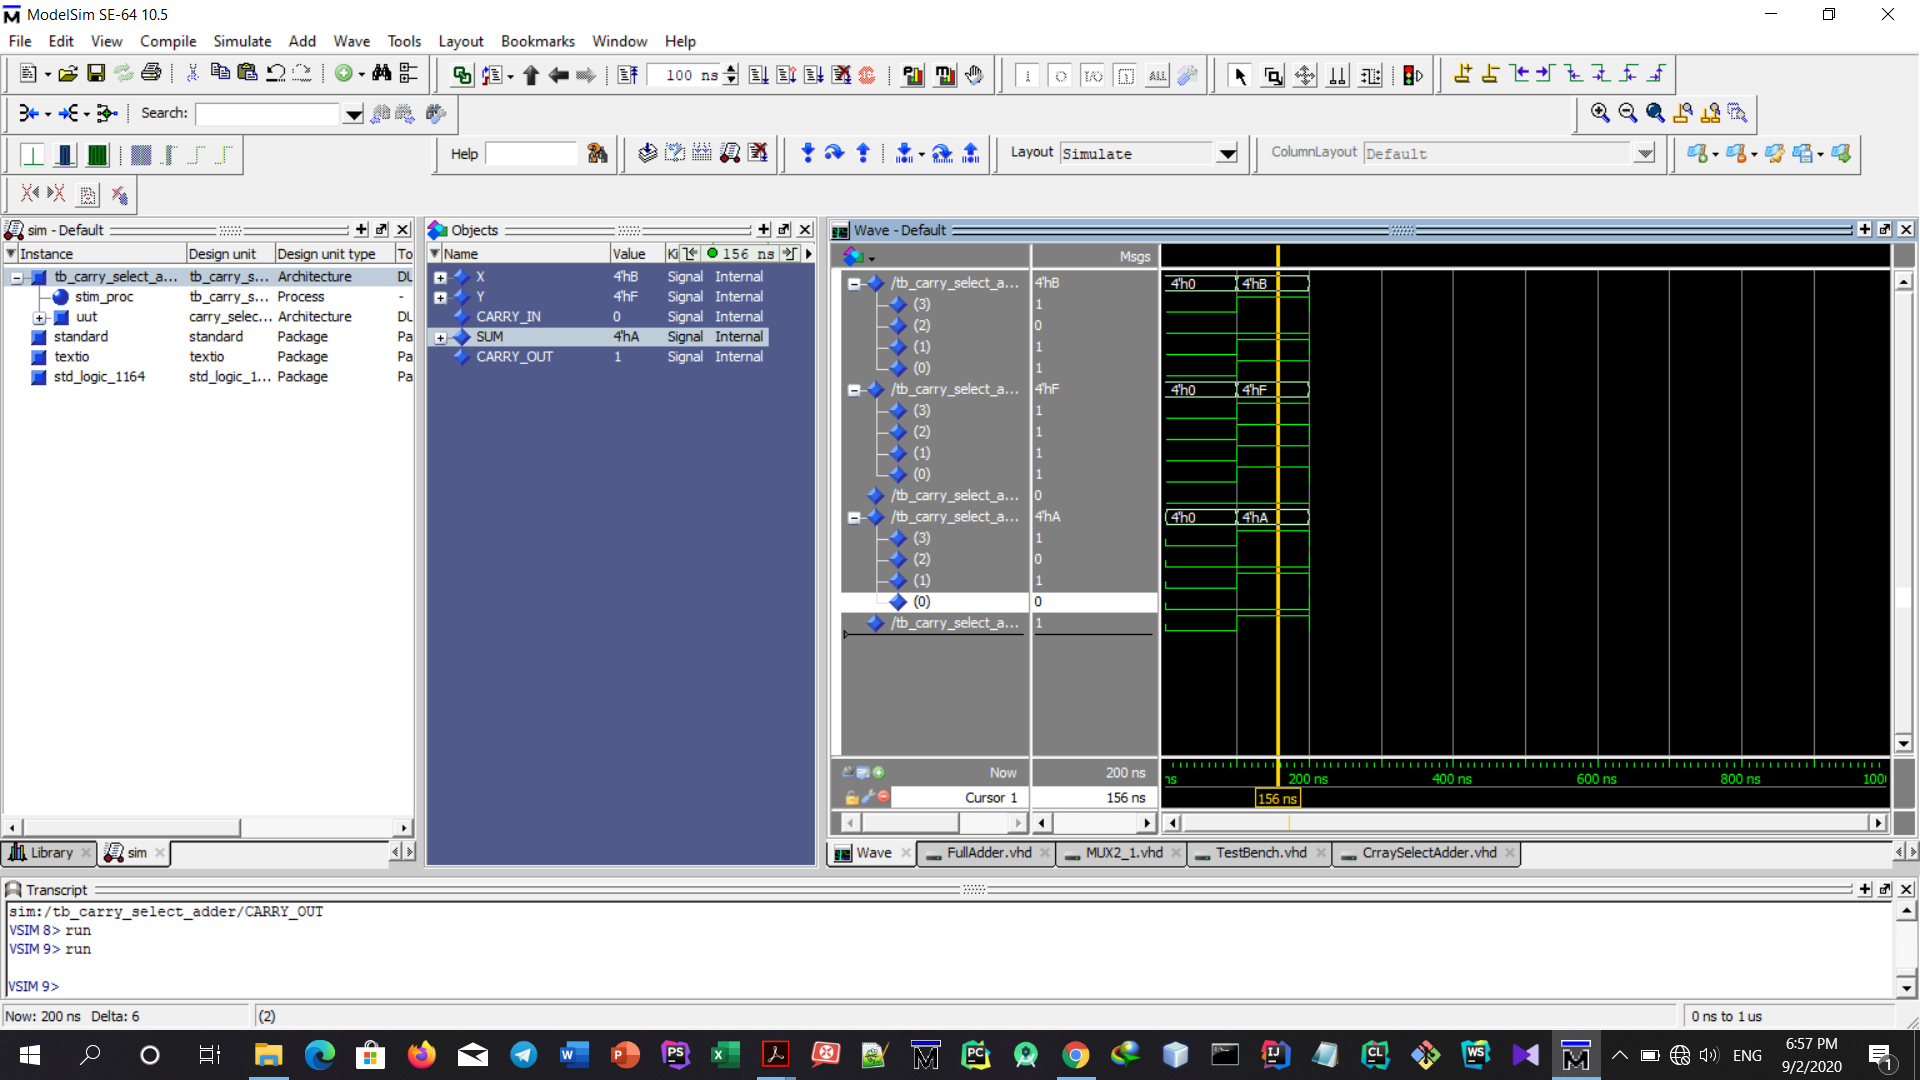 ModelSim SE-64 10.5
File Edit View Compile Simulate Add Wave Tools Layout Bookmarks Window Help
100 ns
Search:
Help
Layout Simulate
ColumnLayout Default
sim - Default
Instance Design unit Design unit type To
tb_carry_select_a... tb_carry_s... Architecture DU
stim_proc tb_carry_s... Process -
uut carry_selec... Architecture DU
standard standard Package Pa
textio textio Package Pa
std_logic_1164 std_logic_1... Package Pa
Library sim
Objects
Name Value Ki 156 ns
X 4'hB Signal Internal
Y 4'hF Signal Internal
CARRY_IN 0 Signal Internal
SUM 4'hA Signal Internal
CARRY_OUT 1 Signal Internal
Wave - Default
Msgs
/tb_carry_select_a... 4'hB 4'h0 4'hB
(3) 1
(2) 0
(1) 1
(0) 1
/tb_carry_select_a... 4'hF 4'h0 4'hF
(3) 1
(2) 1
(1) 1
(0) 1
/tb_carry_select_a... 0
/tb_carry_select_a... 4'hA 4'h0 4'hA
(3) 1
(2) 0
(1) 1
(0) 0
/tb_carry_select_a... 1
Now 200 ns ns 200 ns 400 ns 600 ns 800 ns 1000
Cursor 1 156 ns 156 ns
Wave FullAdder.vhd MUX2_1.vhd TestBench.vhd CrraySelectAdder.vhd
Transcript
sim:/tb_carry_select_adder/CARRY_OUT
VSIM 8> run
VSIM 9> run
VSIM 9>
Now: 200 ns Delta: 6 (2) 0 ns to 1 us
ENG 6:57 PM
9/2/2020
1